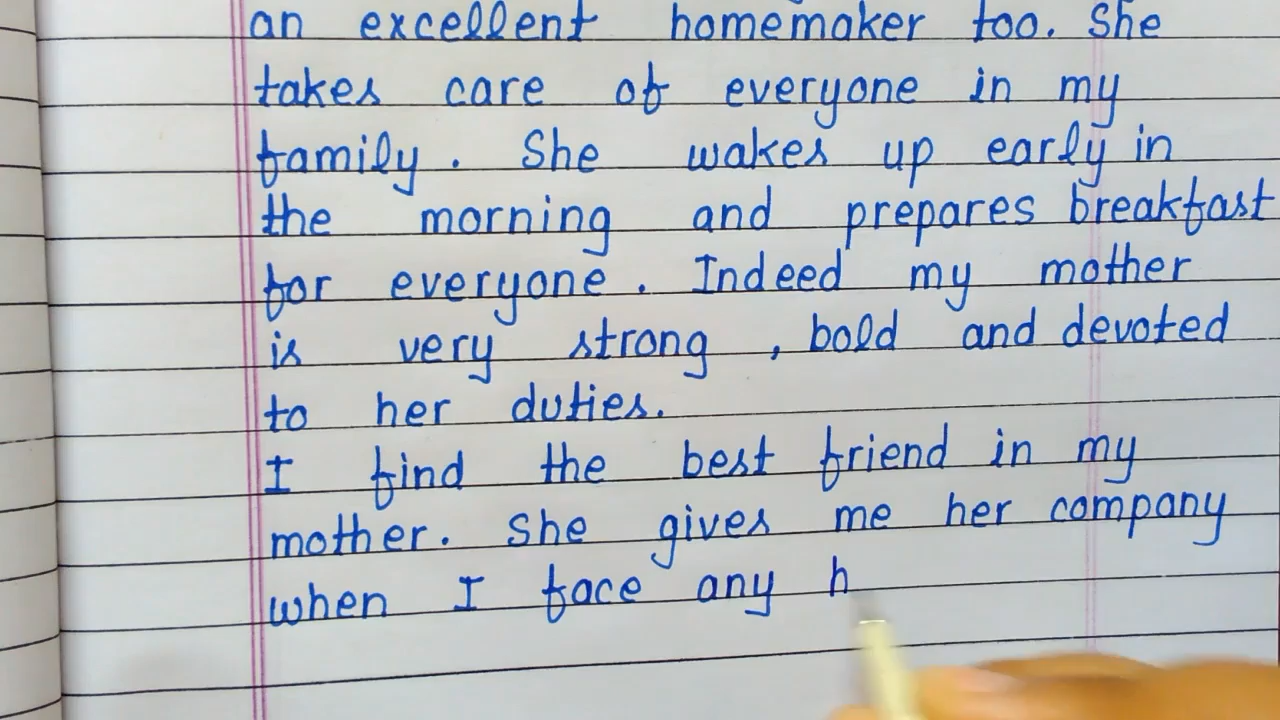 an excellent homemaker too. She
takes care of everyone in my
family. She wakes up early in
the morning and prepares breakfast
for everyone. Indeed my mother
is very strong, bold and devoted
to her duties.
I find the best friend in my
mother. She gives me her company
when I face any h